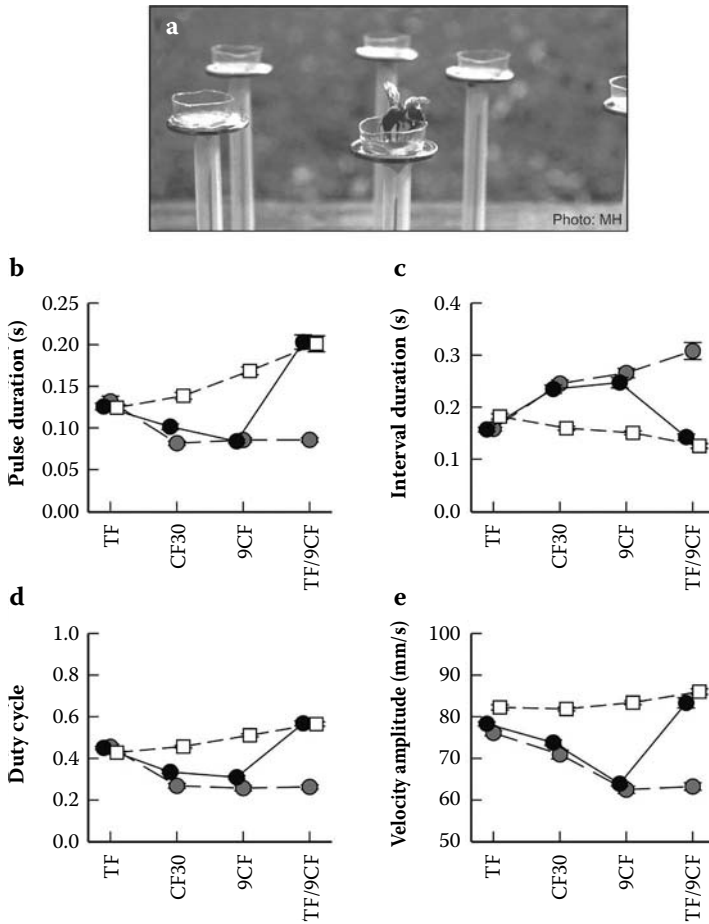 a
Photo: MH
b
Pulse duration (s)
0.25
0.20
0.15
0.10
0.05
0.00
TF
CF30
9CF
TF/9CF
c
Interval duration (s)
0.4
0.3
0.2
0.1
0.0
TF
CF30
9CF
TF/9CF
d
Duty cycle
1.0
0.8
0.6
0.4
0.2
0.0
TF
CF30
9CF
TF/9CF
e
Velocity amplitude (mm/s)
100
90
80
70
60
50
TF
CF30
9CF
TF/9CF